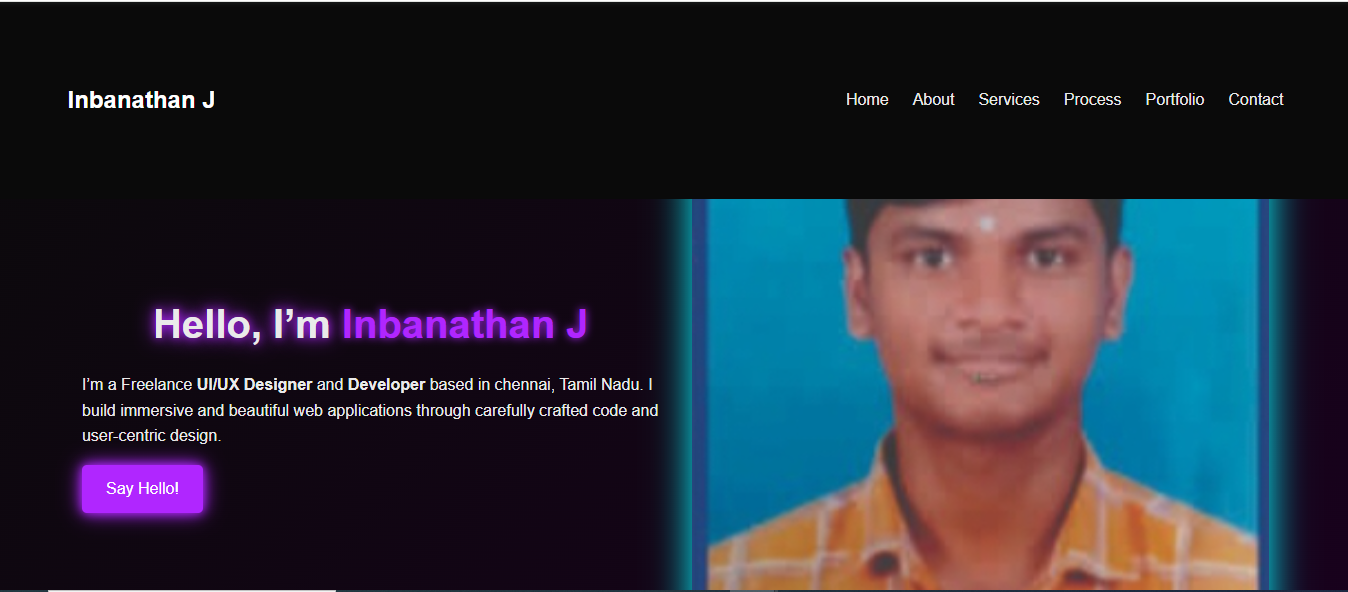 Inbanathan J
Home About Services Process Portfolio Contact
Hello, I’m Inbanathan J
I’m a Freelance UI/UX Designer and Developer based in chennai, Tamil Nadu. I
build immersive and beautiful web applications through carefully crafted code and
user-centric design.
Say Hello!